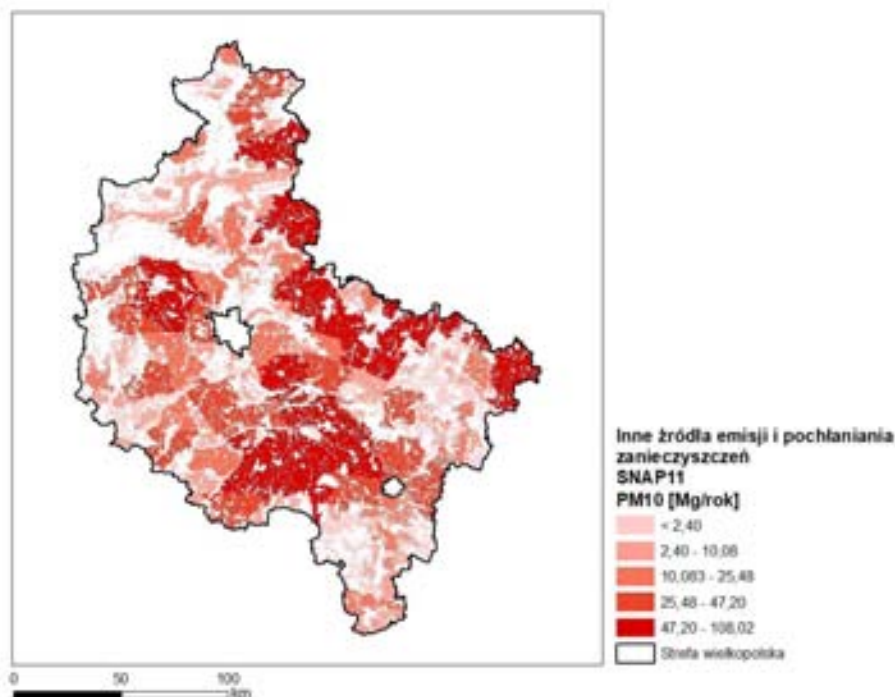 Inne źródła emisji i pochłaniania
zanieczyszczeń
SNAP11
PM10 [Mg/rok]
< 2,40
2,40 - 10,08
10,083 - 25,48
25,48 - 47,20
47,20 - 108,02
Strefa wielkopolska
0 50 100
km